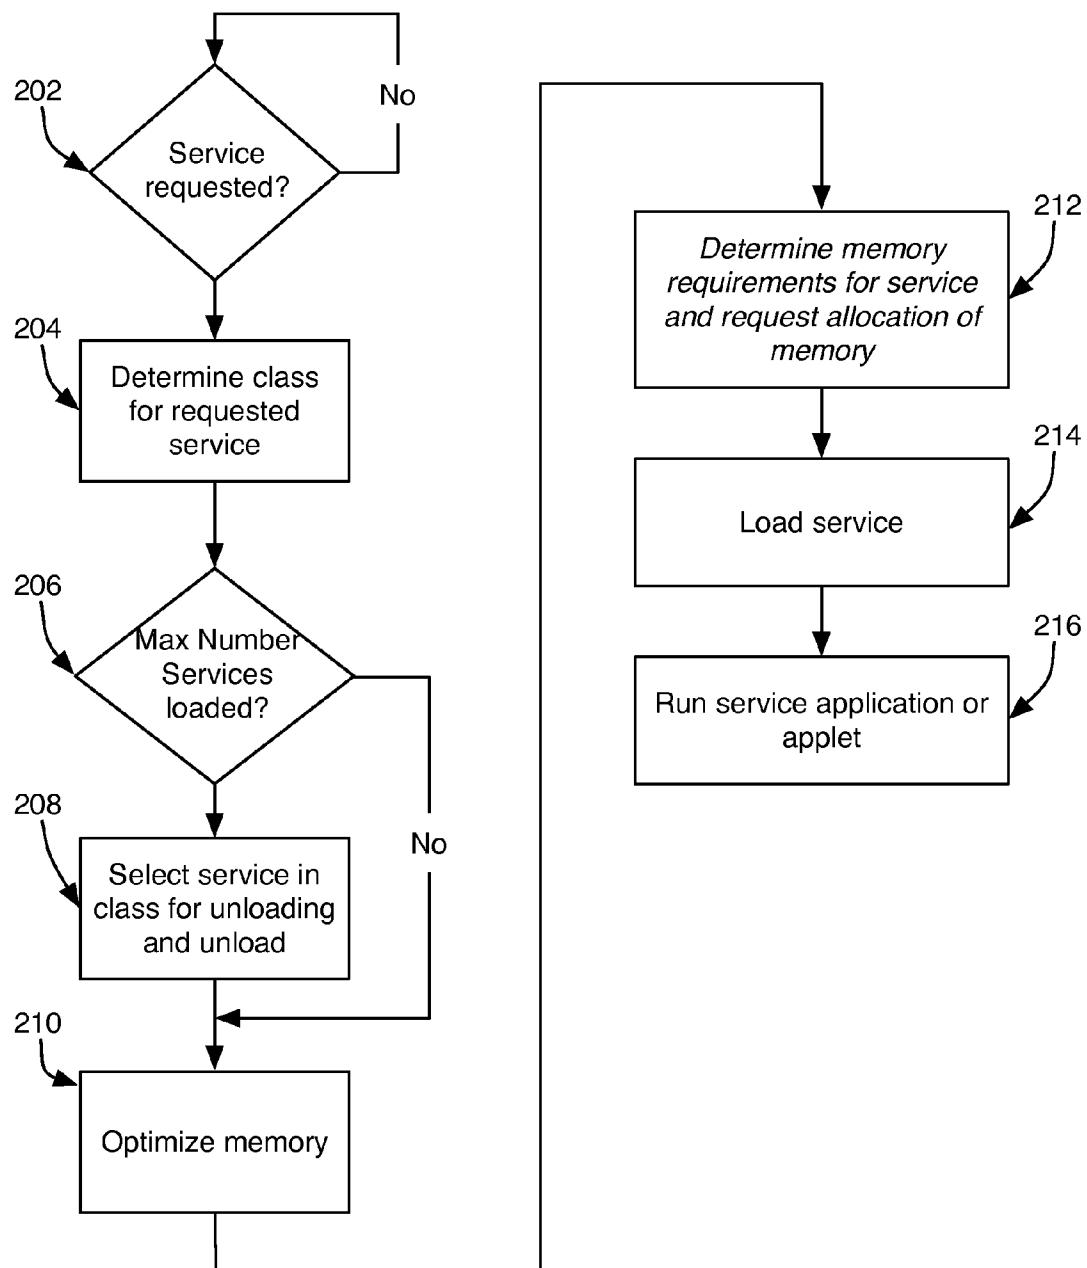 202
No
Service
requested?
204
Determine class
for requested
service
206
Max Number
Services
loaded?
208
No
Select service in
class for unloading
and unload
210
Optimize memory
212
Determine memory
requirements for service
and request allocation of
memory
214
Load service
216
Run service application or
applet